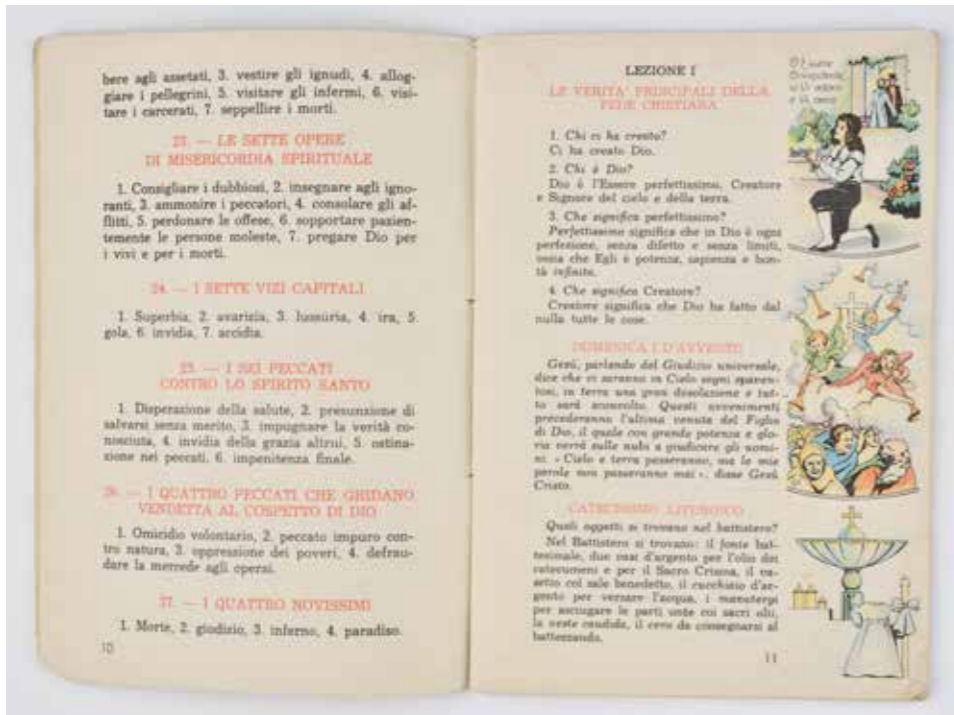 bere agli assetati, 3. vestire gli ignudi, 4. allog-
giare i pellegrini, 5. visitare gli infermi, 6. visi-
tare i carcerati, 7. seppellire i morti.
23. — LE SETTE OPERE
DI MISERICORDIA SPIRITUALE
1. Consigliare i dubbiosi, 2. insegnare agli igno-
ranti, 3. ammonire i peccatori, 4. consolare gli af-
flitti, 5. perdonare le offese, 6. sopportare pazien-
temente le persone moleste, 7. pregare Dio per
i vivi e per i morti.
24. — I SETTE VIZI CAPITALI
1. Superbia, 2. avarizia, 3. lussuria, 4. ira, 5.
gola, 6. invidia, 7. accidia.
25. — I SEI PECCATI
CONTRO LO SPIRITO SANTO
1. Disperazione della salute, 2. presunzione di
salvarsi senza merito, 3. impugnare la verità co-
nosciuta, 4. invidia della grazia altrui, 5. ostina-
zione nei peccati, 6. impenitenza finale.
26. — I QUATTRO PECCATI CHE GRIDANO
VENDETTA AL COSPETTO DI DIO
1. Omicidio volontario, 2. peccato impuro con-
tro natura, 3. oppressione dei poveri, 4. defrau-
dare la mercede agli operai.
27. — I QUATTRO NOVISSIMI
1. Morte, 2. giudizio, 3. inferno, 4. paradiso.
10
LEZIONE I
LE VERITA' PRINCIPALI DELLA
FEDE CRISTIANA
1. Chi ci ha creato?
Ci ha creato Dio.
2. Chi è Dio?
Dio è l'Essere perfettissimo, Creatore
e Signore del cielo e della terra.
3. Che significa perfettissimo?
Perfettissimo significa che in Dio è ogni
perfezione, senza difetto e senza limiti,
ossia che Egli è potenza, sapienza e bon-
tà infinita.
4. Che significa Creatore?
Creatore significa che Dio ha fatto dal
nulla tutte le cose.
DOMENICA I D'AVVENTO
Gesù, parlando del Giudizio universale,
dice che vi saranno in Cielo segni spaven-
tosi, in terra una gran desolazione e tut-
to sarà sconvolto. Questi avvenimenti
precederanno l'ultima venuta del Figlio
di Dio, il quale con grande potenza e glo-
ria verrà sulle nubi a giudicare gli uomi-
ni. « Cielo e terra passeranno, ma le mie
parole non passeranno mai », disse Gesù
Cristo.
CATECHISMO LITURGICO
Quali oggetti si trovano nel battistero?
Nel Battistero si trovano: il fonte bat-
tesimale, due vasi d'argento per l'olio dei
catecumeni e per il Sacro Crisma, il va-
setto col sale benedetto, il cucchiaio d'ar-
gento per versare l'acqua, i manutergi
per asciugare le parti unte coi sacri olii,
la veste candida, il cero da consegnarsi al
battezzando.
11
Onnipotente,